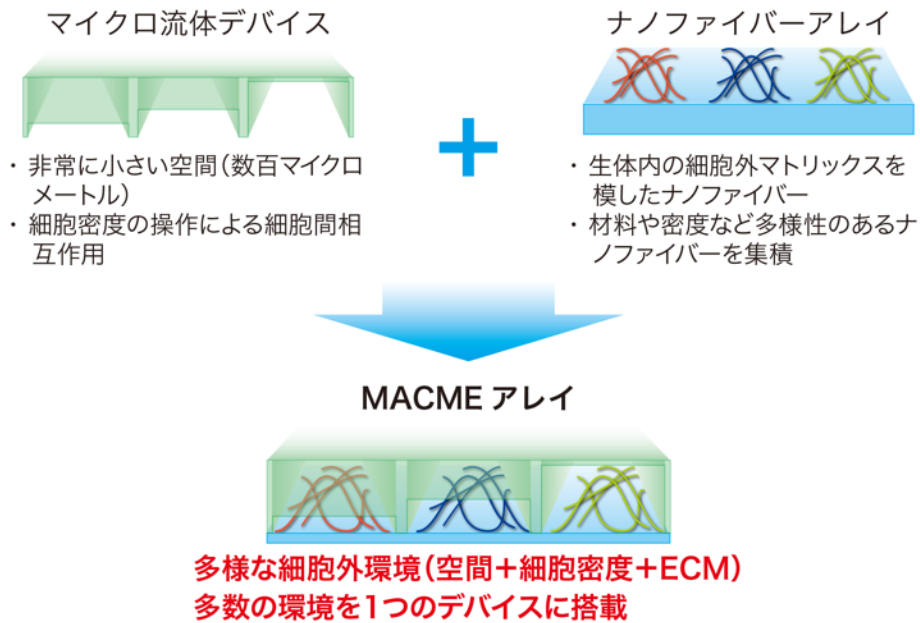 マイクロ流体デバイス
・ 非常に小さい空間(数百マイクロ
メートル)
・ 細胞密度の操作による細胞間相
互作用
+
ナノファイバーアレイ
・ 生体内の細胞外マトリックスを
模したナノファイバー
・ 材料や密度など多様性のあるナ
ノファイバーを集積
MACME アレイ
多様な細胞外環境(空間+細胞密度+ECM)
多数の環境を1つのデバイスに搭載